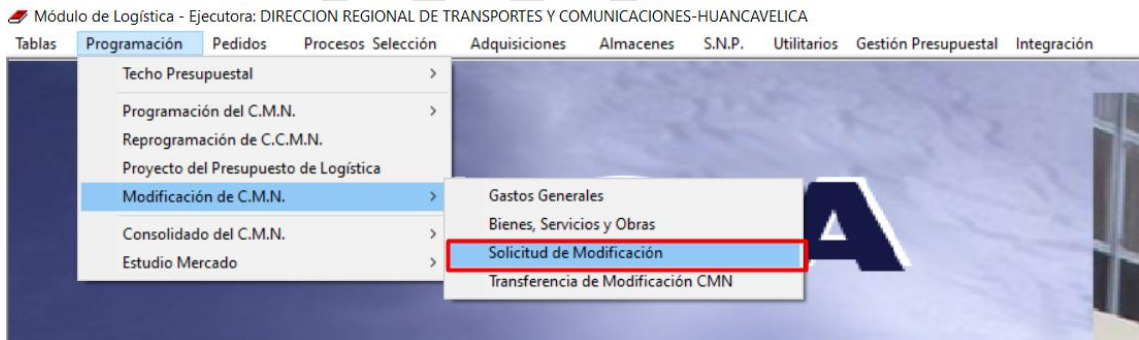 Módulo de Logística - Ejecutora: DIRECCION REGIONAL DE TRANSPORTES Y COMUNICACIONES-HUANCAVELICA
Tablas Programación Pedidos Procesos Selección Adquisiciones Almacenes S.N.P. Utilitarios Gestión Presupuestal Integración
Techo Presupuestal >
Programación del C.M.N. >
Reprogramación de C.C.M.N.
Proyecto del Presupuesto de Logística
Modificación de C.M.N. >
Consolidado del C.M.N. >
Estudio Mercado >
Gastos Generales
Bienes, Servicios y Obras
Solicitud de Modificación
Transferencia de Modificación CMN
A